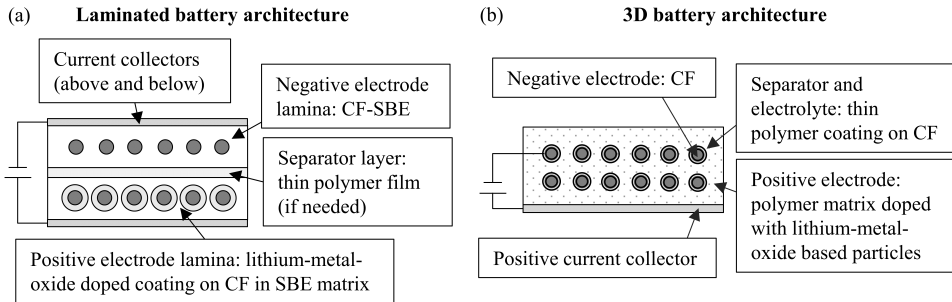 (a)
Laminated battery architecture
Current collectors
(above and below)
Negative electrode
lamina: CF-SBE
Separator layer:
thin polymer film
(if needed)
Positive electrode lamina: lithium-metal-
oxide doped coating on CF in SBE matrix
(b)
3D battery architecture
Negative electrode: CF
Separator and
electrolyte: thin
polymer coating on CF
Positive electrode:
polymer matrix doped
with lithium-metal-
oxide based particles
Positive current collector